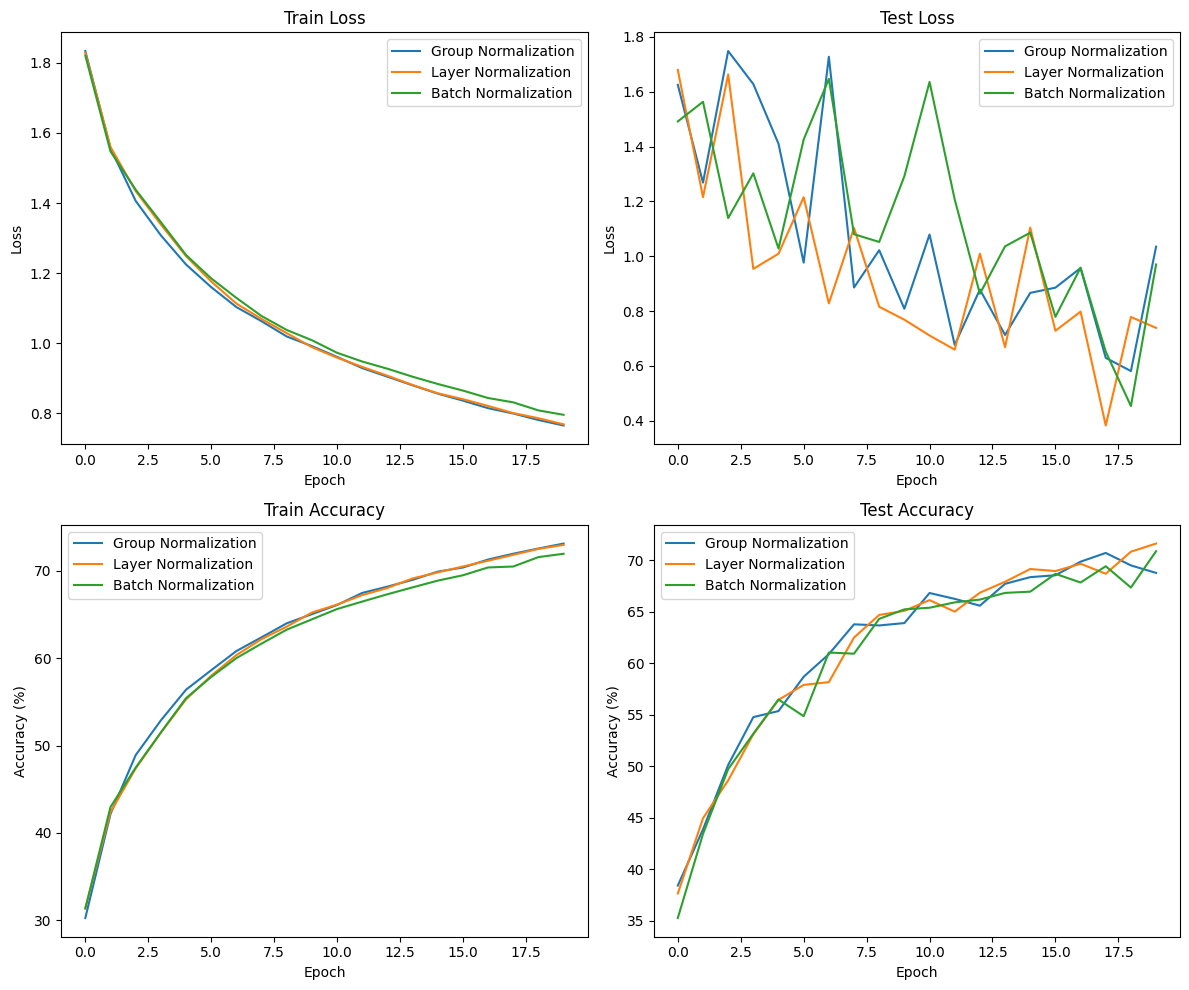 Train Loss
Loss
1.8
1.6
1.4
1.2
1.0
0.8
Group Normalization
Layer Normalization
Batch Normalization
0.0 2.5 5.0 7.5 10.0 12.5 15.0 17.5
Epoch
Test Loss
Loss
1.8
1.6
1.4
1.2
1.0
0.8
0.6
0.4
Group Normalization
Layer Normalization
Batch Normalization
0.0 2.5 5.0 7.5 10.0 12.5 15.0 17.5
Epoch
Train Accuracy
Accuracy (%)
70
60
50
40
30
Group Normalization
Layer Normalization
Batch Normalization
0.0 2.5 5.0 7.5 10.0 12.5 15.0 17.5
Epoch
Test Accuracy
Accuracy (%)
70
65
60
55
50
45
40
35
Group Normalization
Layer Normalization
Batch Normalization
0.0 2.5 5.0 7.5 10.0 12.5 15.0 17.5
Epoch